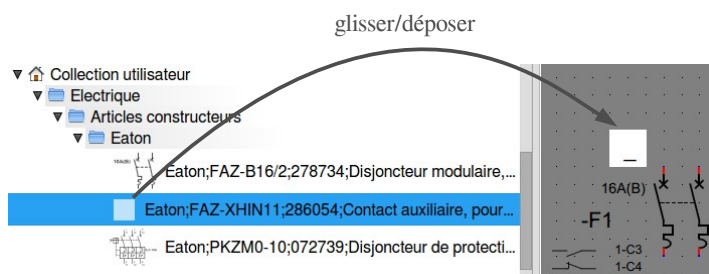 glisser/déposer
Collection utilisateur
Electrique
Articles constructeurs
Eaton
16A(B)
Eaton;FAZ-B16/2;278734;Disjoncteur modulaire,...
Eaton;FAZ-XHIN11;286054;Contact auxiliaire, pour...
Eaton;PKZM0-10;072739;Disjoncteur de protecti...
_
16A(B)
-F1
1-C3
1-C4